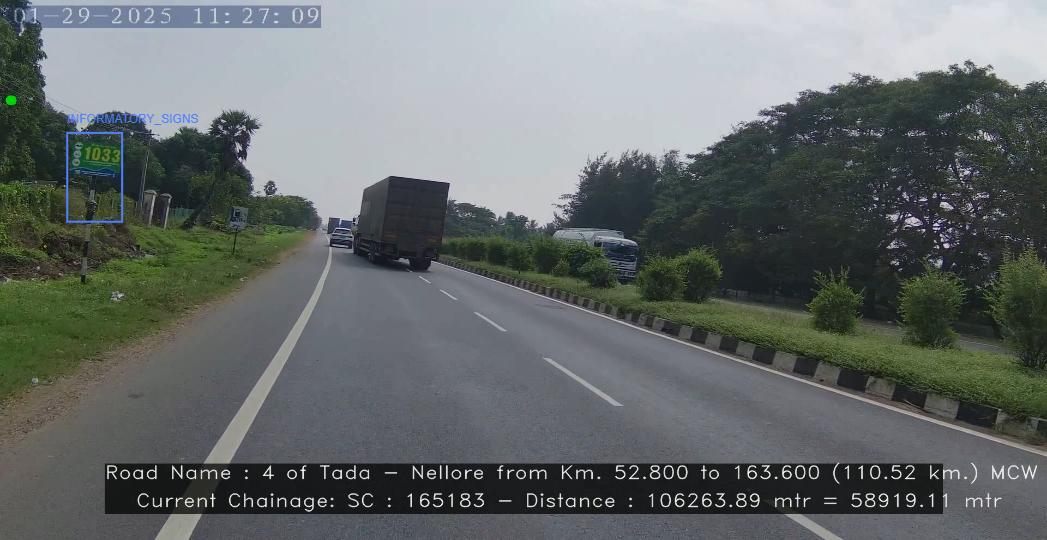 01-29-2025 11:27:09
INFORMATORY_SIGNS
1033
Road Name : 4 of Tada - Nellore from Km. 52.800 to 163.600 (110.52 km.) MCW
Current Chainage: SC : 165183 - Distance : 106263.89 mtr = 58919.11 mtr